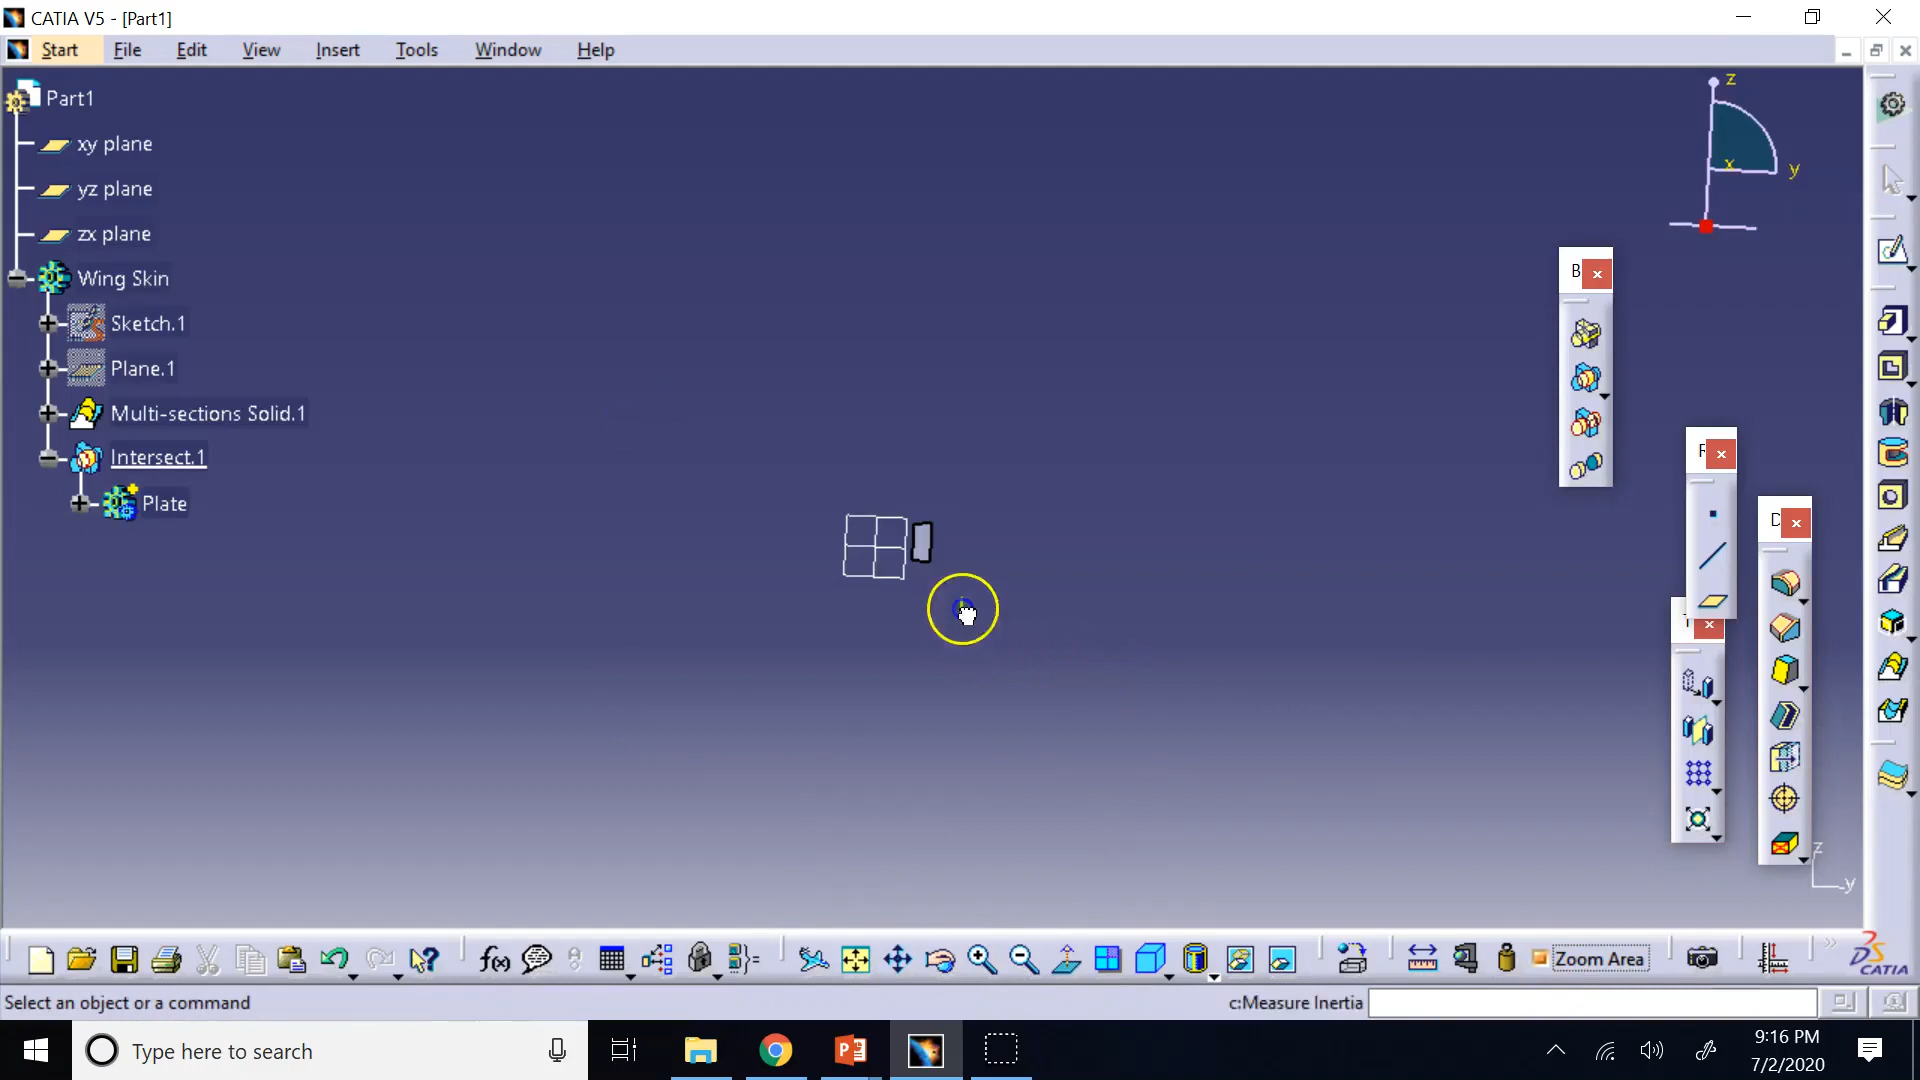 CATIA V5 - [Part1]
Start File Edit View Insert Tools Window Help
Part1
xy plane
yz plane
zx plane
Wing Skin
Sketch.1
Plane.1
Multi-sections Solid.1
Intersect.1
Plate
z
x
y
B
D
z
y
f(x)
Zoom Area
CATIA
Select an object or a command
c:Measure Inertia
Type here to search
9:16 PM
7/2/2020